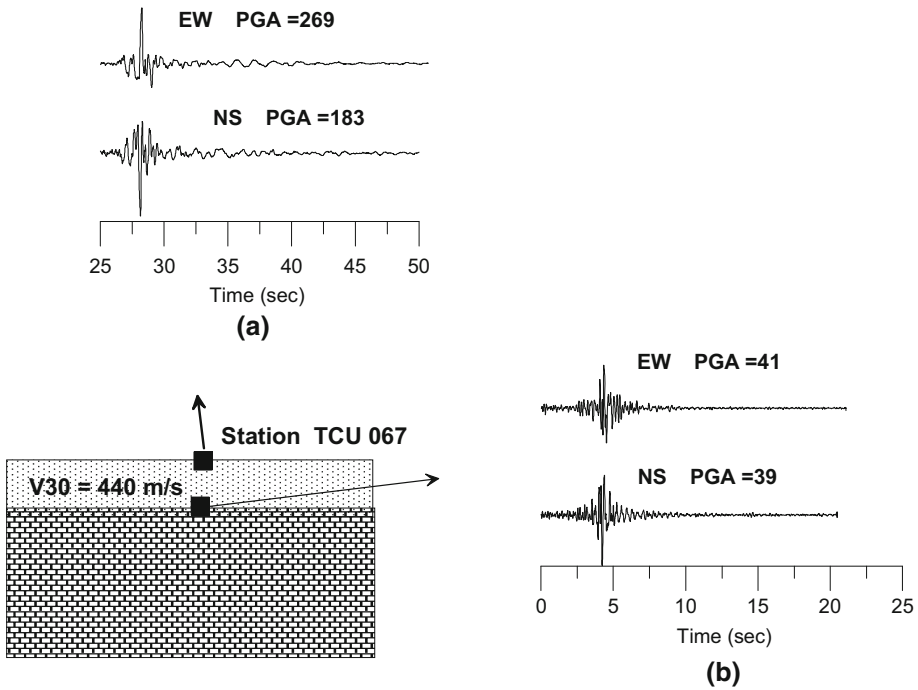 EW PGA =269
NS PGA =183
25 30 35 40 45 50
Time (sec)
(a)
EW PGA =41
Station TCU 067
V30 = 440 m/s
NS PGA =39
0 5 10 15 20 25
Time (sec)
(b)